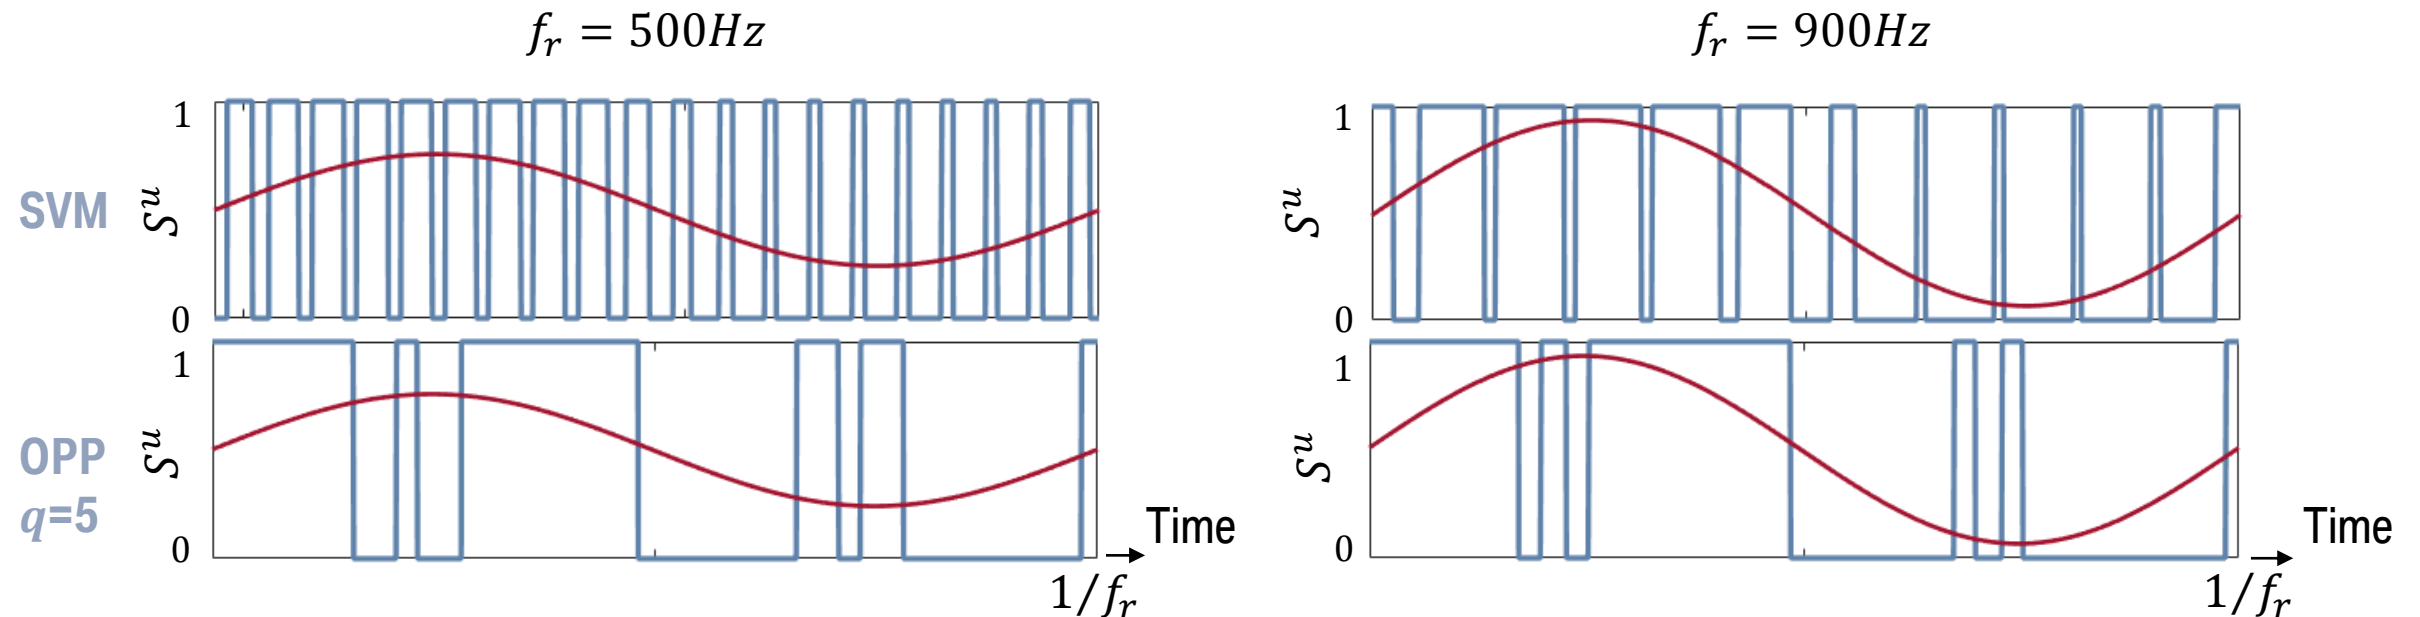 f_r = 500Hz
f_r = 900Hz
SVM
S^u
1
0
S^u
1
0
OPP
q=5
S^u
1
0
Time
1/f_r
S^u
1
0
Time
1/f_r